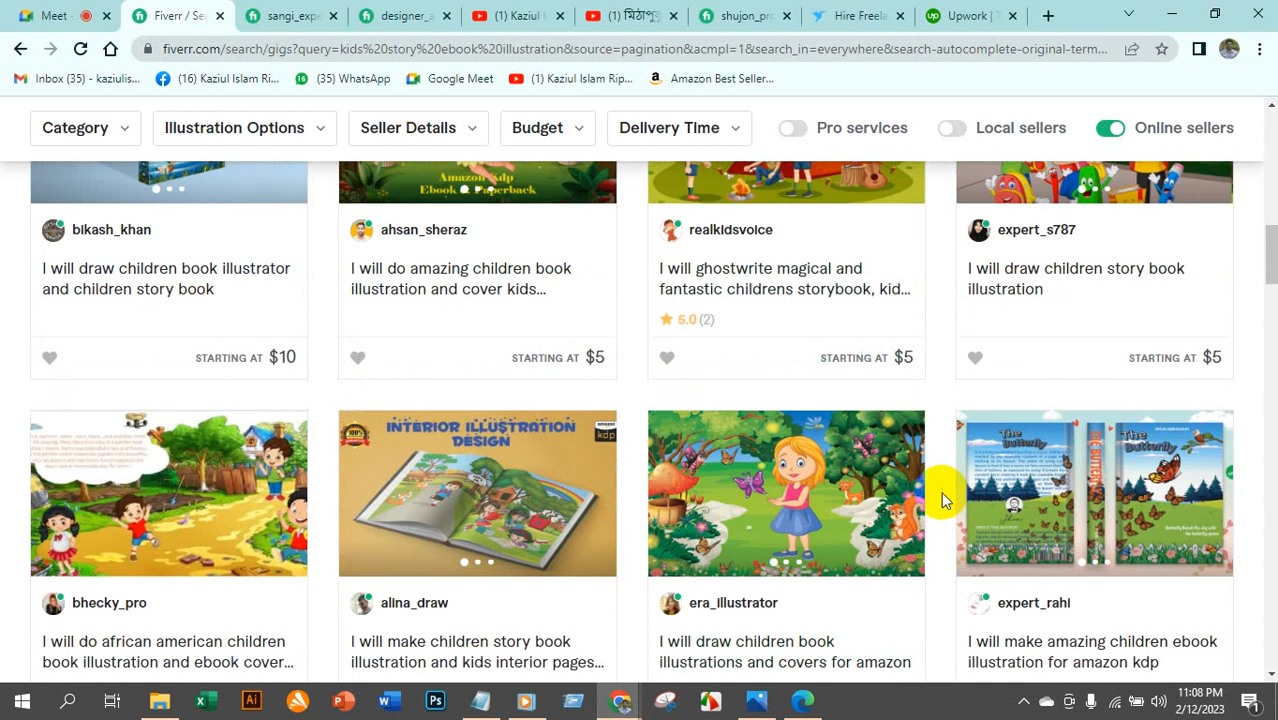 Meet -
Fiverr / Se
sangi_expe
designer_a
(1) Kaziul I
(1)
shujon_pro
Hire Freela
Upwork | T
fiverr.com/search/gigs?query=kids%20story%20ebook%20illustration&source=pagination&acmpl=1&search_in=everywhere&search-autocomplete-original-term...
Inbox (35) - kaziulis...
(16) Kaziul Islam Ri...
(35) WhatsApp
Google Meet
(1) Kaziul Islam Rip...
Amazon Best Seller...
Category
Illustration Options
Seller Details
Budget
Delivery Time
Pro services
Local sellers
Online sellers
Amazon Kdp
Ebook & Paperback
bikash_khan
ahsan_sheraz
realkidsvoice
expert_s787
I will draw children book illustrator
and children story book
I will do amazing children book
illustration and cover kids...
I will ghostwrite magical and
fantastic childrens storybook, kid...
I will draw children story book
illustration
5.0 (2)
STARTING AT $10
STARTING AT $5
STARTING AT $5
STARTING AT $5
INTERIOR ILLUSTRATION
DESIGN
100%
amazon
kdp
The
Butterfly
The
Butterfly
bhecky_pro
alina_draw
era_illustrator
expert_rahi
I will do african american children
book illustration and ebook cover...
I will make children story book
illustration and kids interior pages...
I will draw children book
illustrations and covers for amazon
I will make amazing children ebook
illustration for amazon kdp
11:08 PM
2/12/2023